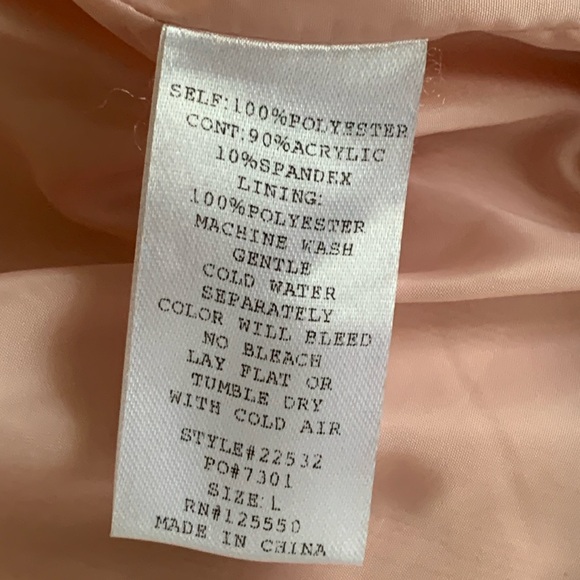 SELF:100%POLYESTER
CONT:90%ACRYLIC
10%SPANDEX
LINING:
100%POLYESTER
MACHINE WASH
GENTLE
COLD WATER
SEPARATELY
COLOR WILL BLEED
NO BLEACH
LAY FLAT OR
TUMBLE DRY
WITH COLD AIR
STYLE#22532
PO#7301
SIZE:L
RN#125550
MADE IN CHINA